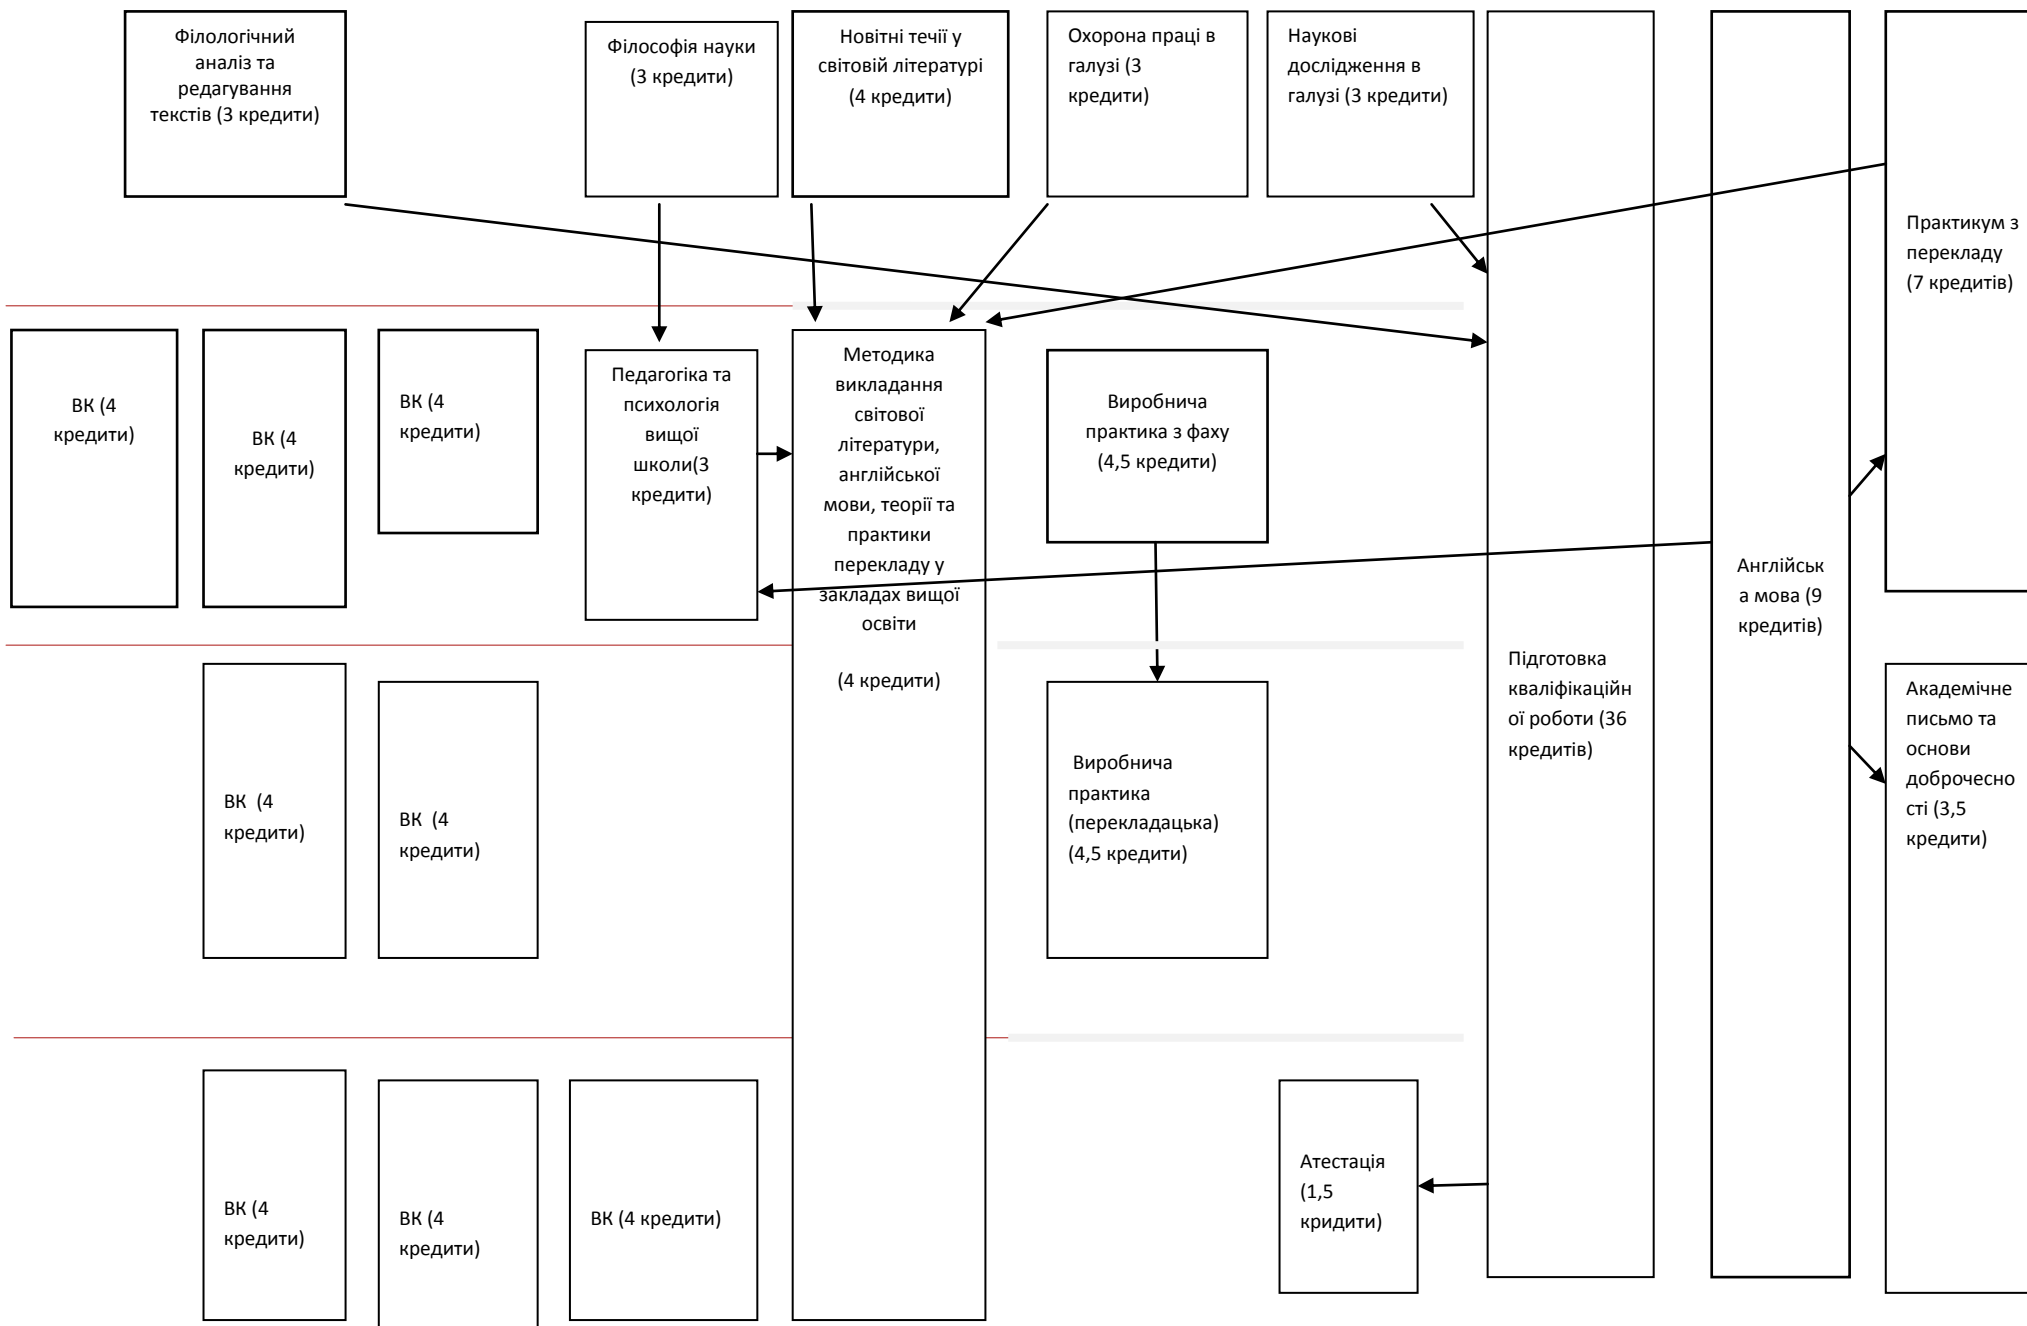 Філологічний
аналіз та
редагування
текстів (3 кредити)
Філософія науки
(3 кредити)
Новітні течії у
світовій літературі
(4 кредити)
Охорона праці в
галузі (3
кредити)
Наукові
дослідження в
галузі (3 кредити)
Практикум з
перекладу
(7 кредитів)
ВК (4
кредити)
ВК (4
кредити)
ВК (4
кредити)
Педагогіка та
психологія
вищої
школи(3
кредити)
Методика
викладання
світової
літератури,
англійської
мови, теорії та
практики
перекладу у
закладах вищої
освіти
(4 кредити)
Виробнича
практика з фаху
(4,5 кредити)
Підготовка
кваліфікаційн
ої роботи (36
кредитів)
Англійськ
а мова (9
кредитів)
Академічне
письмо та
основи
доброчесно
сті (3,5
кредити)
ВК (4
кредити)
ВК (4
кредити)
Виробнича
практика
(перекладацька)
(4,5 кредити)
ВК (4
кредити)
ВК (4
кредити)
ВК (4 кредити)
Атестація
(1,5
кридити)